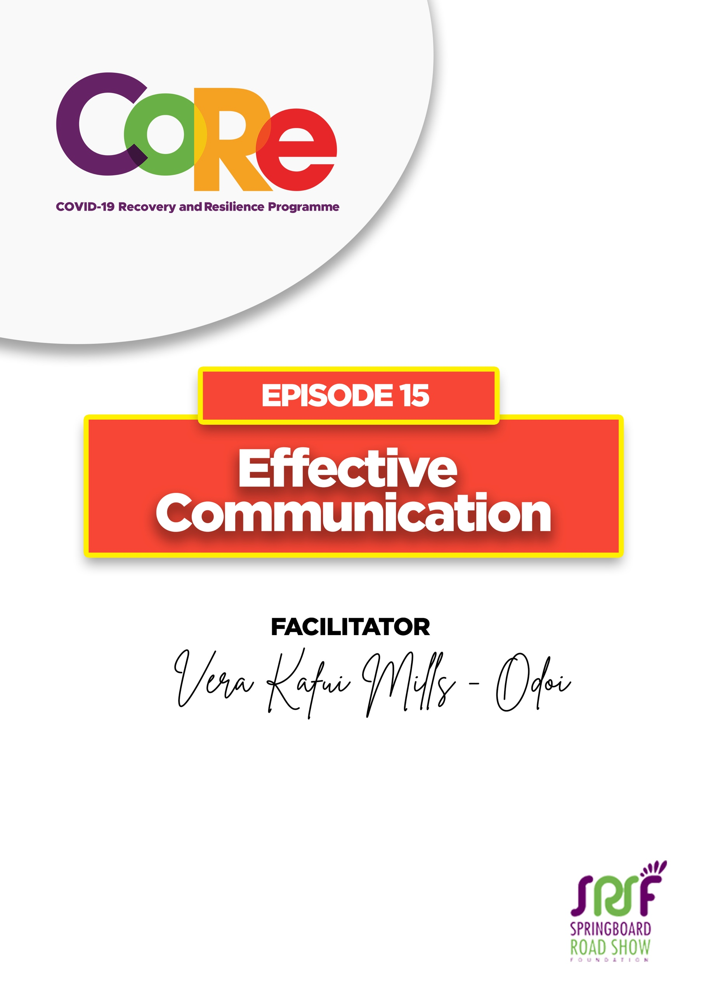 CoRe
COVID-19 Recovery and Resilience Programme
EPISODE 15
Effective
Communication
FACILITATOR
Vera Kafui Mills - Odoi
SRSF
SPRINGBOARD
ROAD SHOW
FOUNDATION